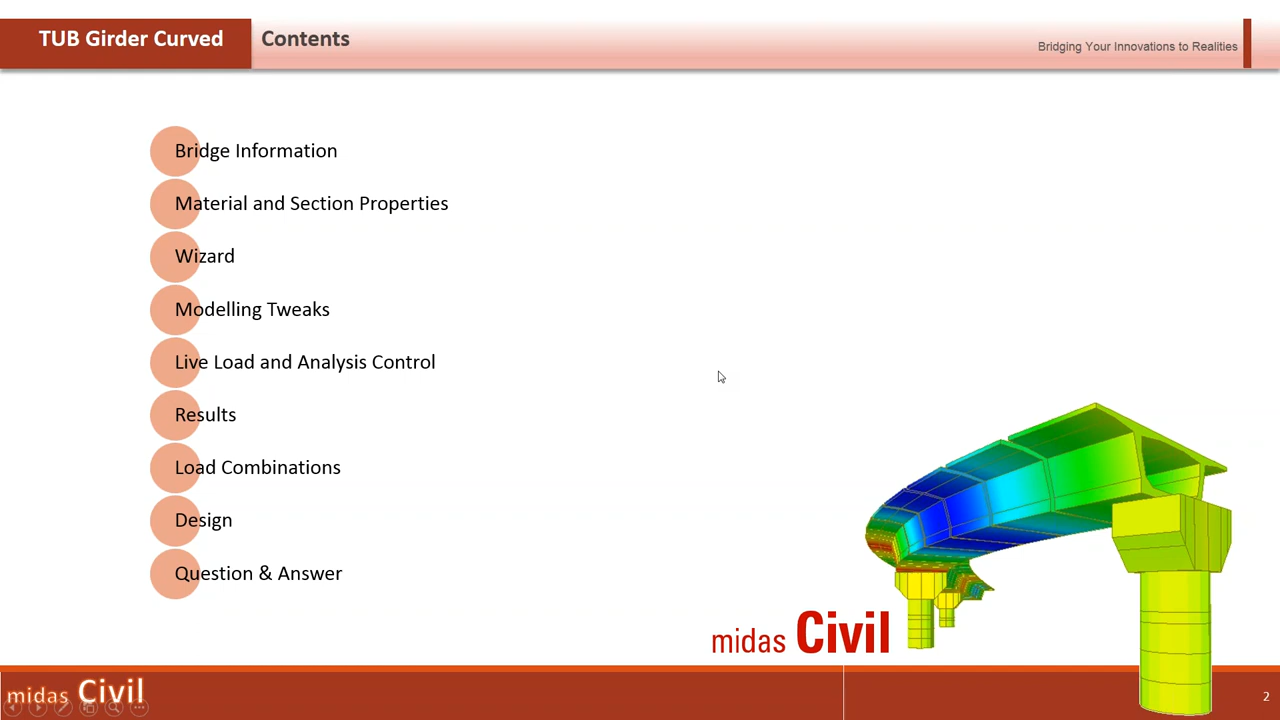 TUB Girder Curved
Contents
Bridging Your Innovations to Realities
Bridge Information
Material and Section Properties
Wizard
Modelling Tweaks
Live Load and Analysis Control
Results
Load Combinations
Design
Question & Answer
midas Civil
midas Civil
2